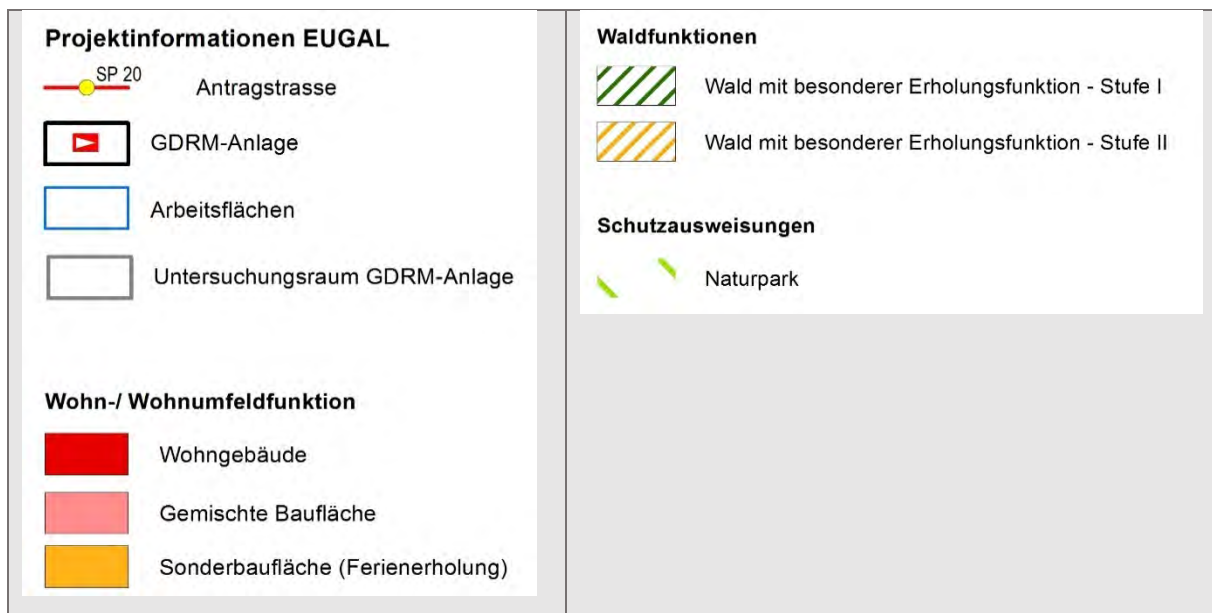 Projektinformationen EUGAL
SP 20
Antragstrasse
GDRM-Anlage
Arbeitsflächen
Untersuchungsraum GDRM-Anlage
Wohn-/ Wohnumfeldfunktion
Wohngebäude
Gemischte Baufläche
Sonderbaufläche (Ferienerholung)
Waldfunktionen
Wald mit besonderer Erholungsfunktion - Stufe I
Wald mit besonderer Erholungsfunktion - Stufe II
Schutzausweisungen
Naturpark